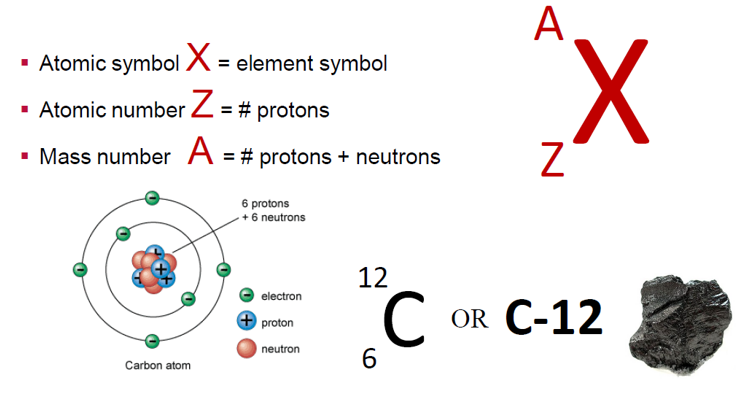 Atomic symbol X = element symbol
Atomic number Z = # protons
Mass number A = # protons + neutrons
A
X
Z
6 protons
+ 6 neutrons
electron
proton
neutron
Carbon atom
12
C
6
OR C-12